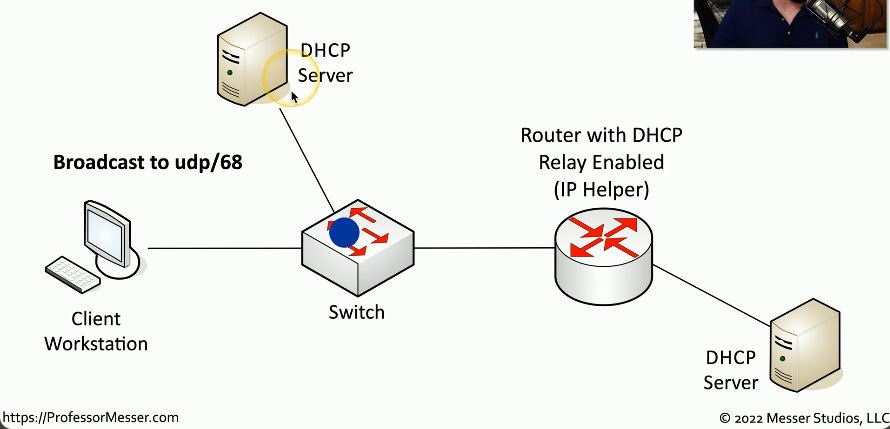 DHCP
Server
Broadcast to udp/68
Router with DHCP
Relay Enabled
(IP Helper)
Client
Workstation
Switch
DHCP
Server
https://ProfessorMesser.com
© 2022 Messer Studios, LLC